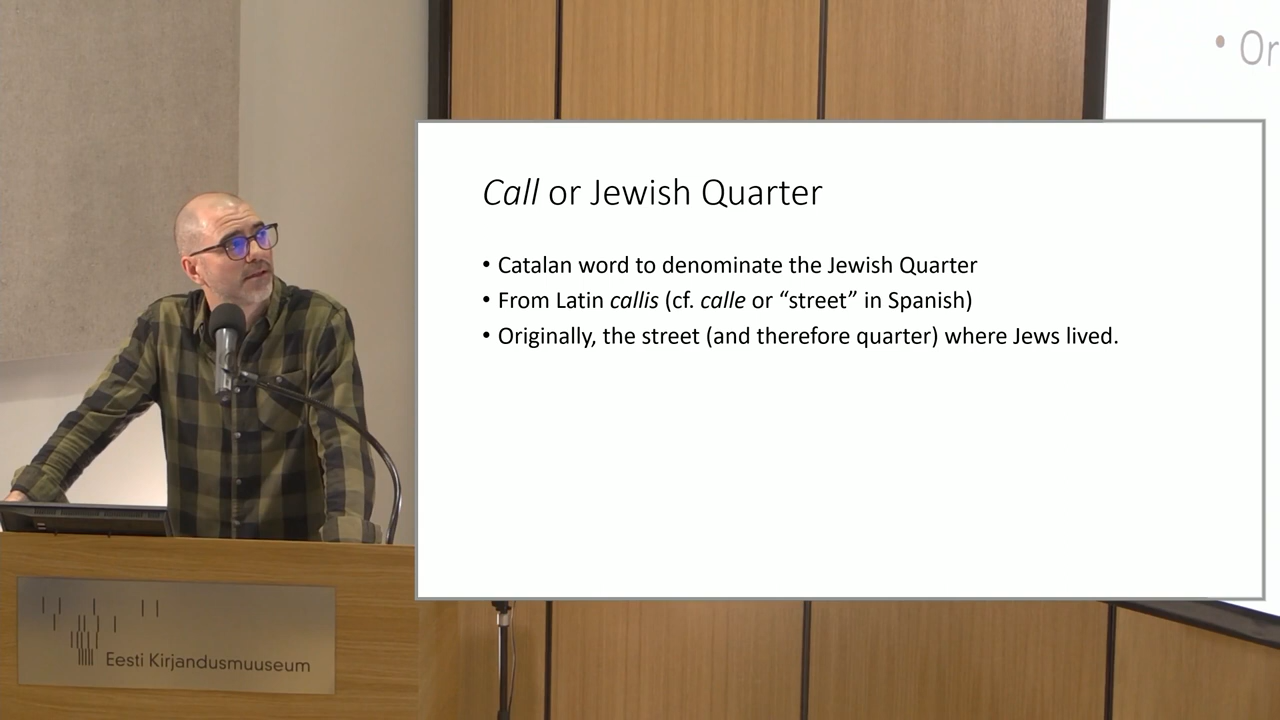 • Or
Call or Jewish Quarter
• Catalan word to denominate the Jewish Quarter
• From Latin callis (cf. calle or “street” in Spanish)
• Originally, the street (and therefore quarter) where Jews lived.
Eesti Kirjandusmuuseum